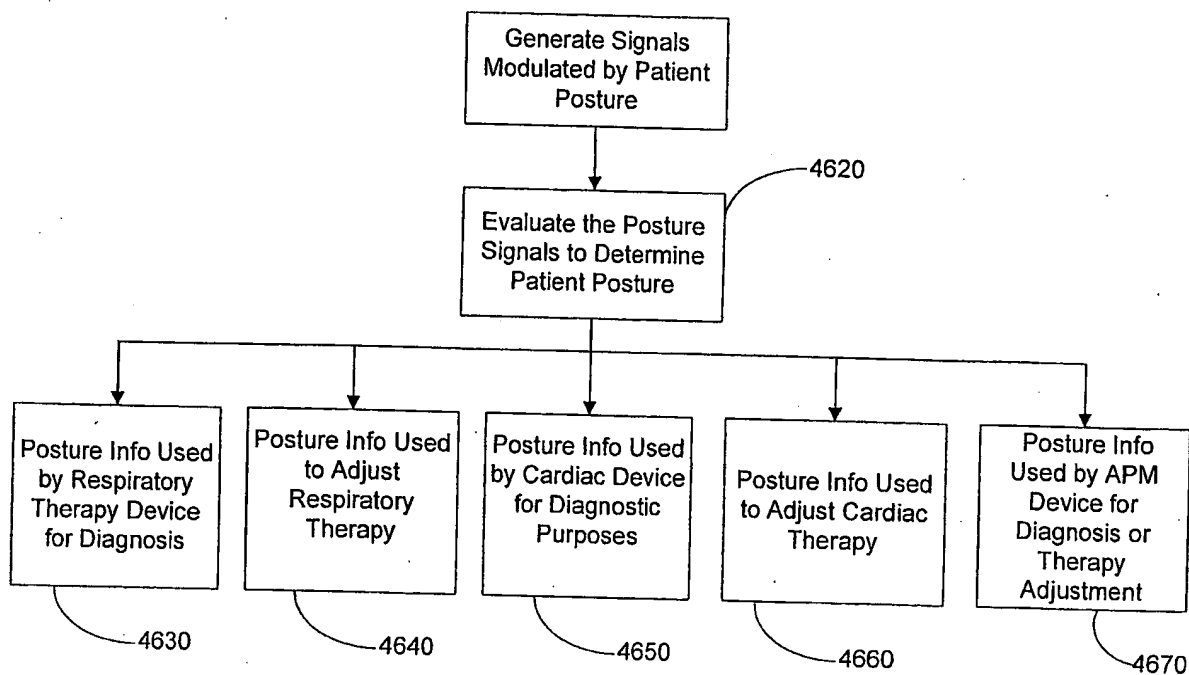 Generate Signals
Modulated by Patient
Posture
4620
Evaluate the Posture
Signals to Determine
Patient Posture
Posture Info Used
by Respiratory
Therapy Device
for Diagnosis
Posture Info Used
to Adjust
Respiratory
Therapy
Posture Info Used
by Cardiac Device
for Diagnostic
Purposes
Posture Info Used
to Adjust Cardiac
Therapy
Posture Info
Used by APM
Device for
Diagnosis or
Therapy
Adjustment
4630
4640
4650
4660
4670